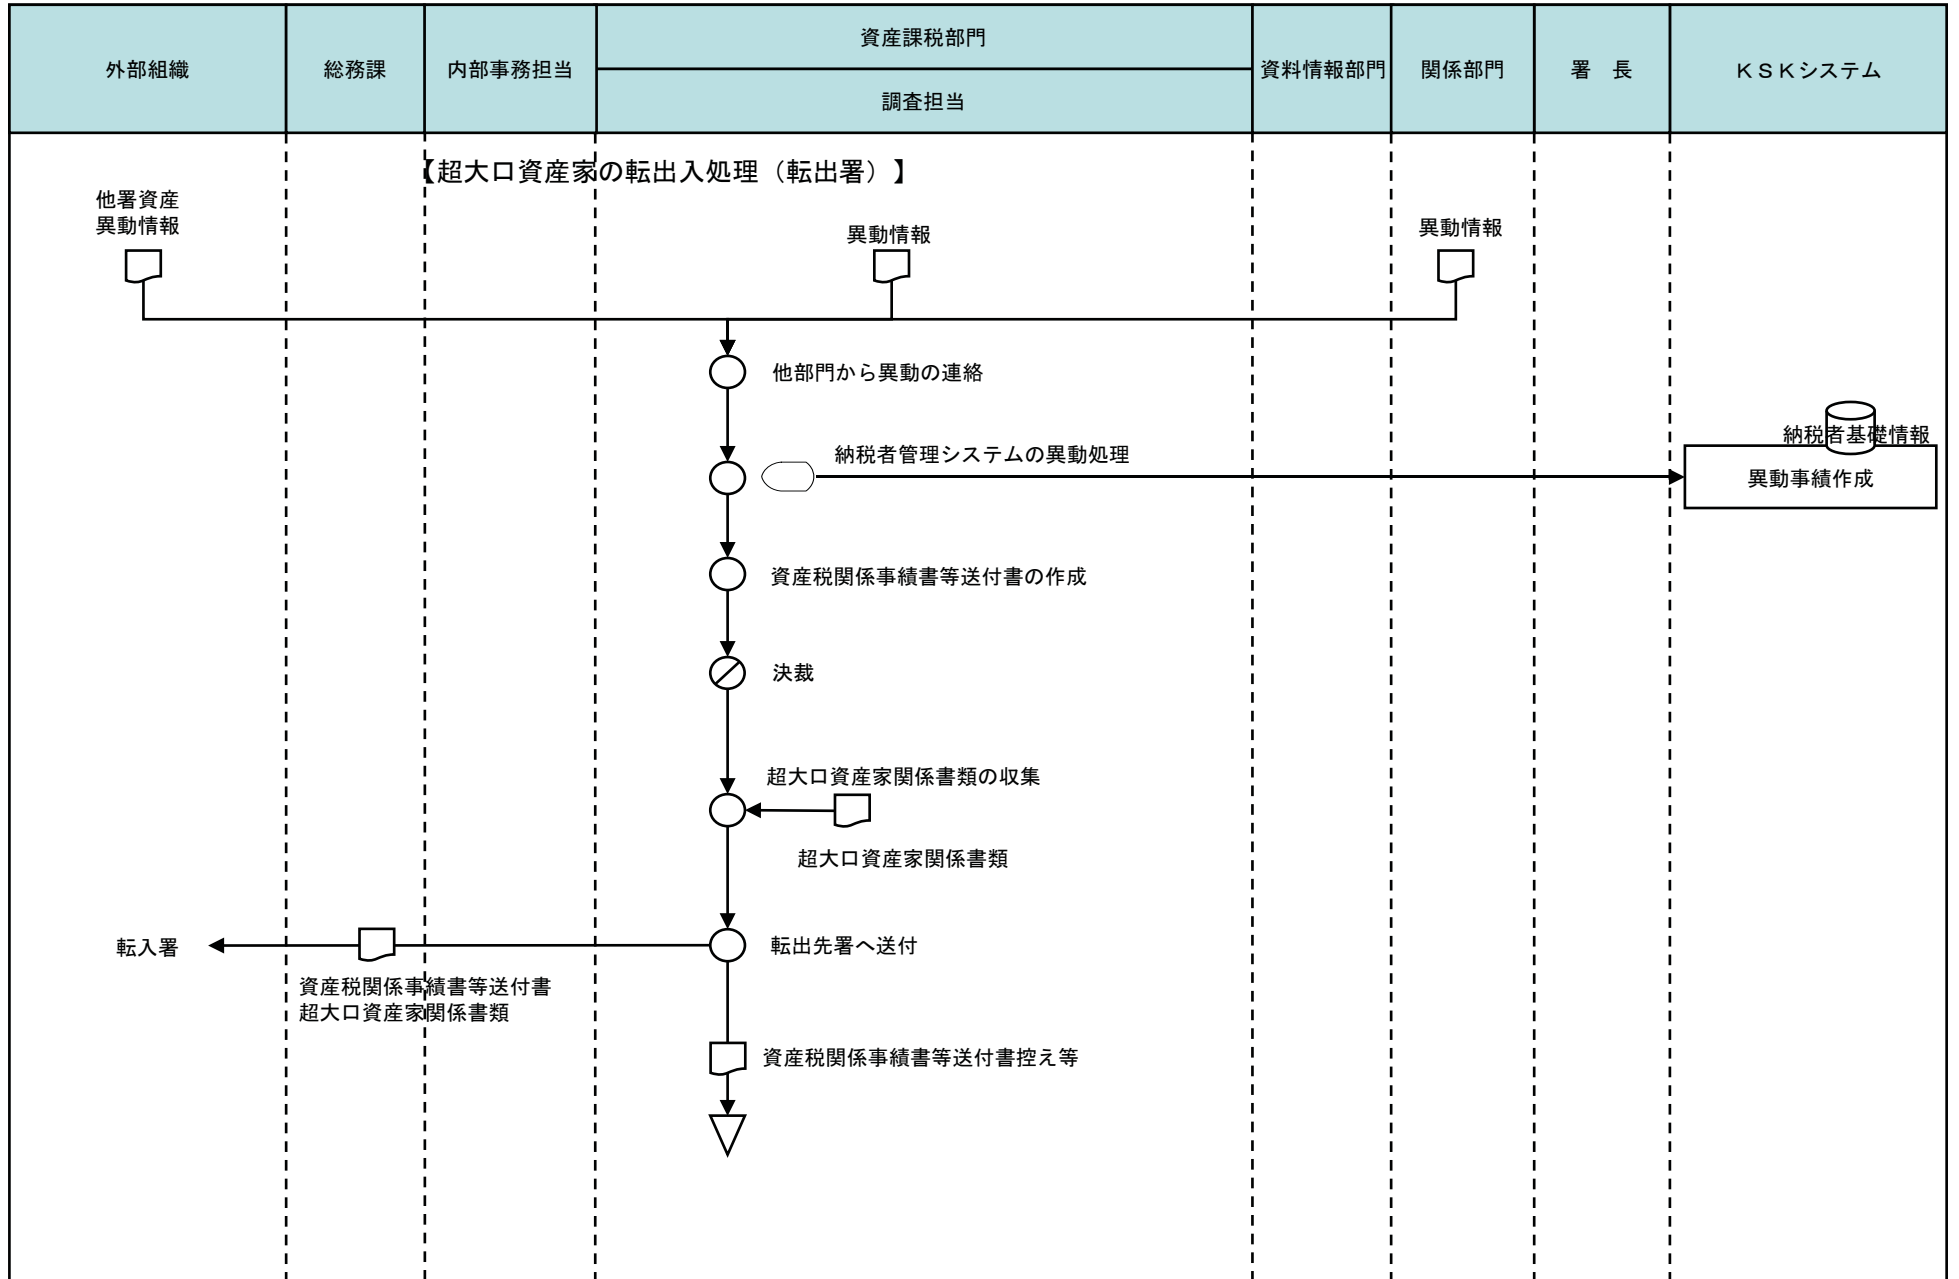 外部組織
総務課
内部事務担当
資産課税部門
調査担当
資料情報部門
関係部門
署　長
ＫＳＫシステム
【超大口資産家の転出入処理（転出署）】
他署資産
異動情報
異動情報
異動情報
他部門から異動の連絡
納税者基礎情報
納税者管理システムの異動処理
異動事績作成
資産税関係事績書等送付書の作成
決裁
超大口資産家関係書類の収集
超大口資産家関係書類
転入署
転出先署へ送付
資産税関係事績書等送付書
超大口資産家関係書類
資産税関係事績書等送付書控え等